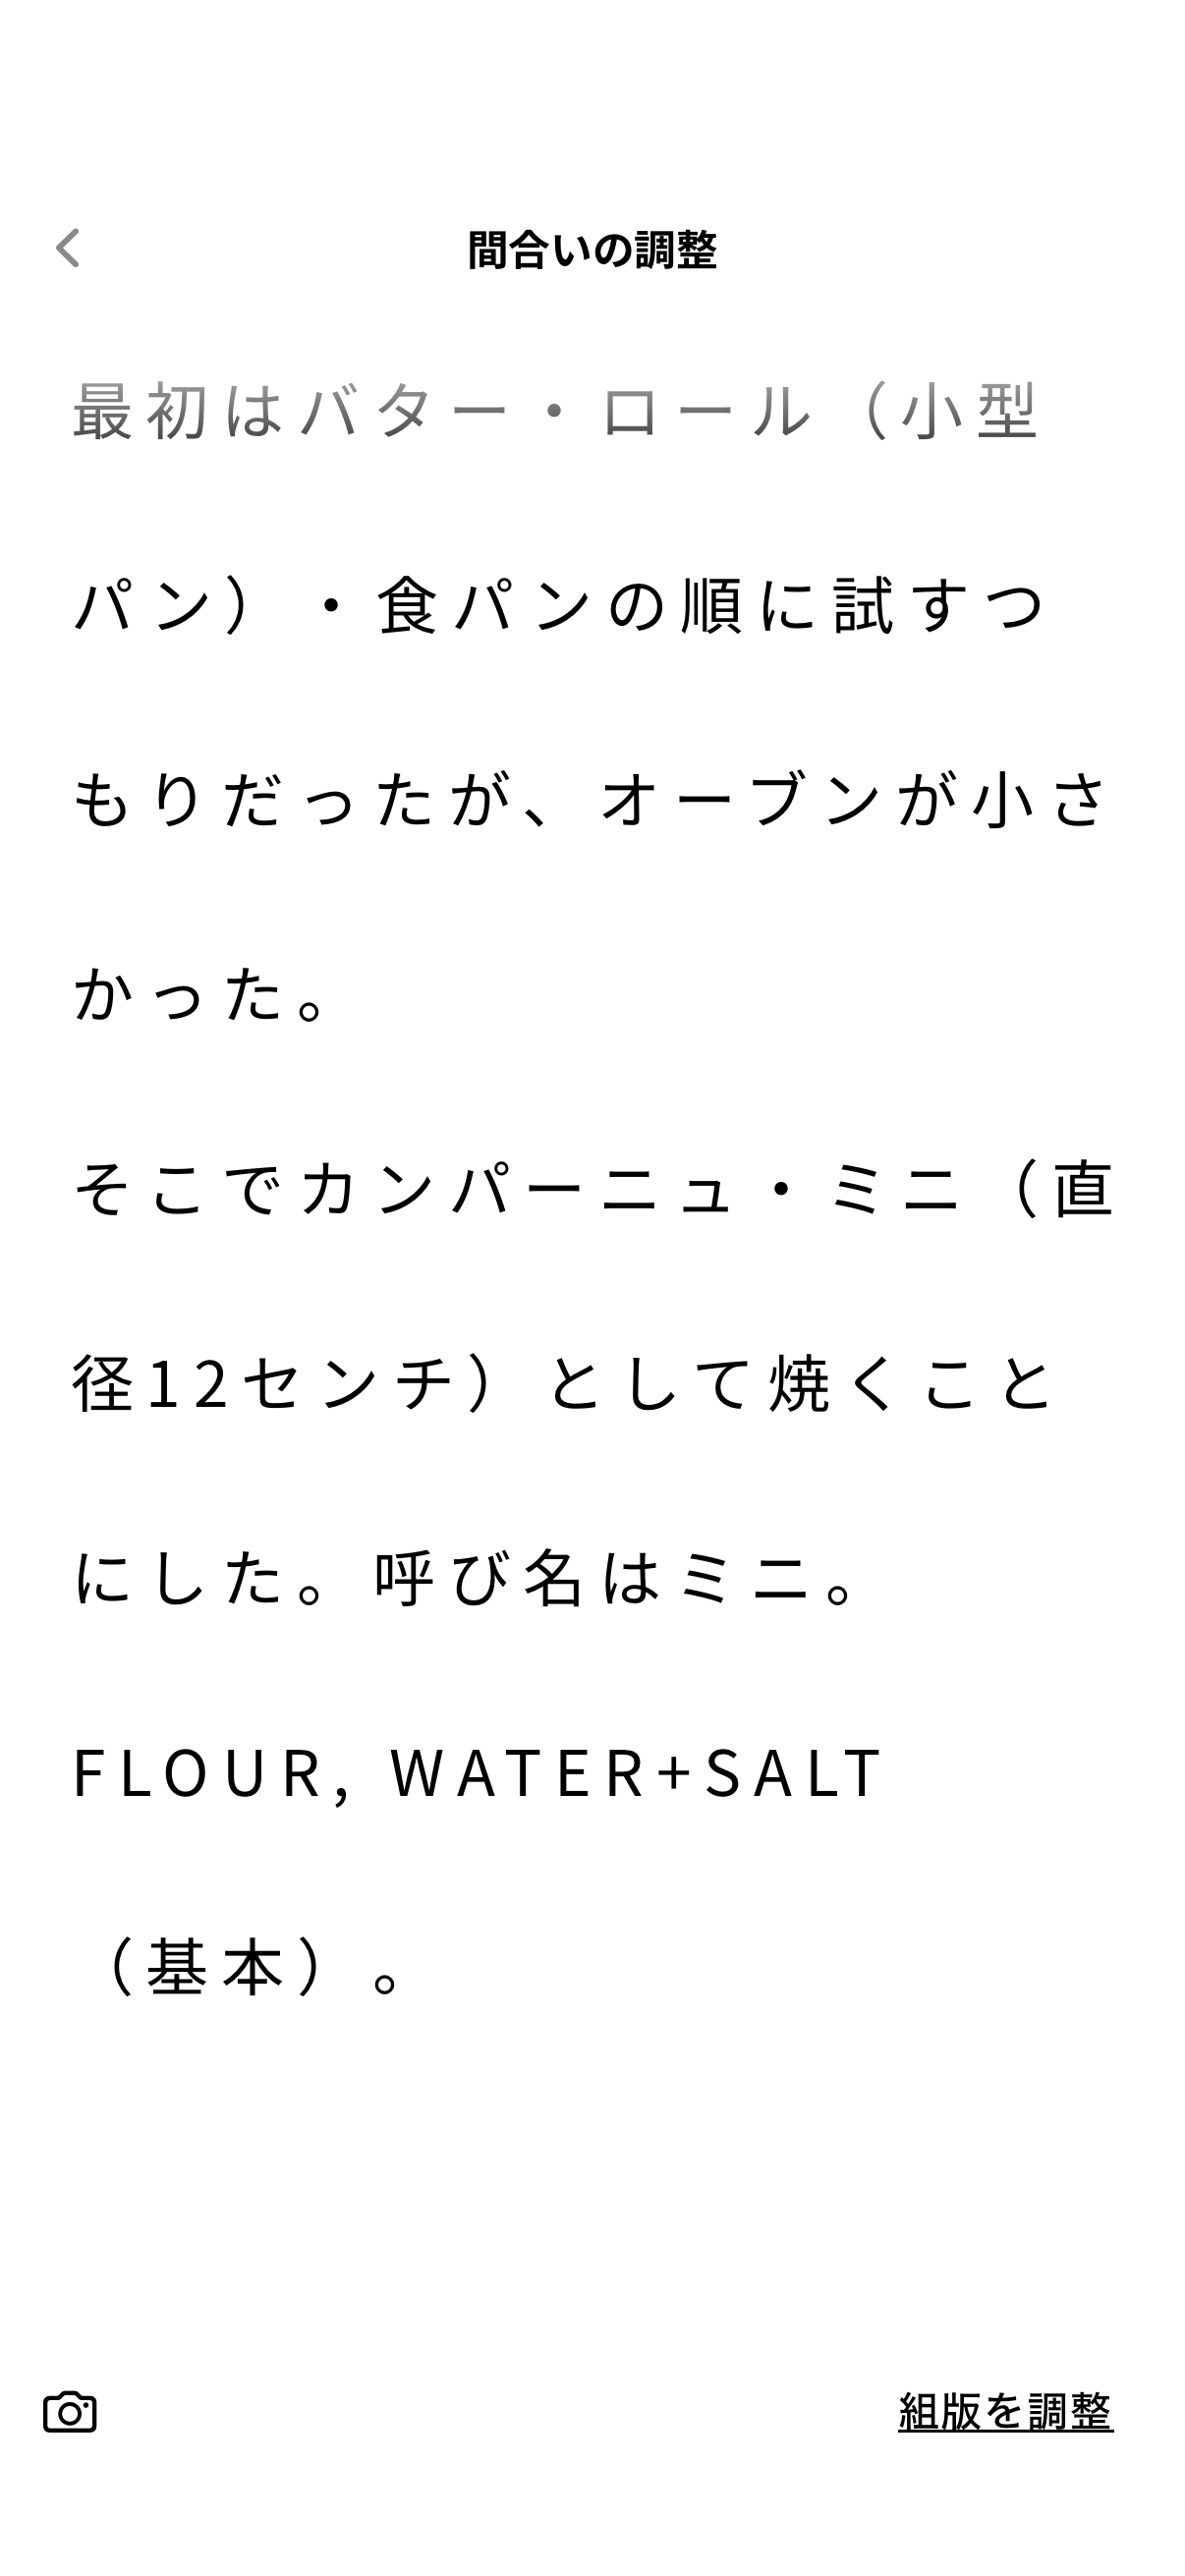 間合いの調整
最初はバター・ロール（小型
パン）・食パンの順に試すつ
もりだったが、オーブンが小さ
かった。
そこでカンパーニュ・ミニ（直
径12センチ）として焼くこと
にした。呼び名はミニ。
FLOUR, WATER+SALT
（基本）。
組版を調整